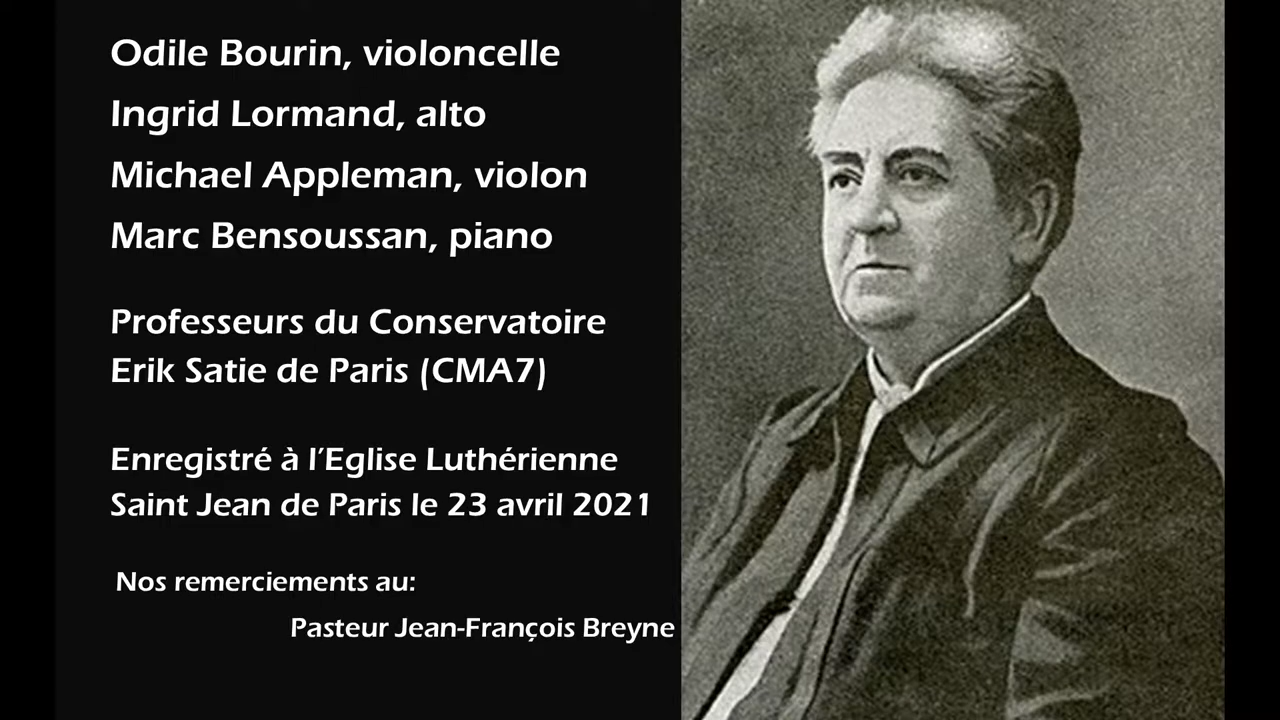 Odile Bourin, violoncelle
Ingrid Lormand, alto
Michael Appleman, violon
Marc Bensoussan, piano
Professeurs du Conservatoire
Erik Satie de Paris (CMA7)
Enregistré à l’Eglise Luthérienne
Saint Jean de Paris le 23 avril 2021
Nos remerciements au:
Pasteur Jean-François Breyne